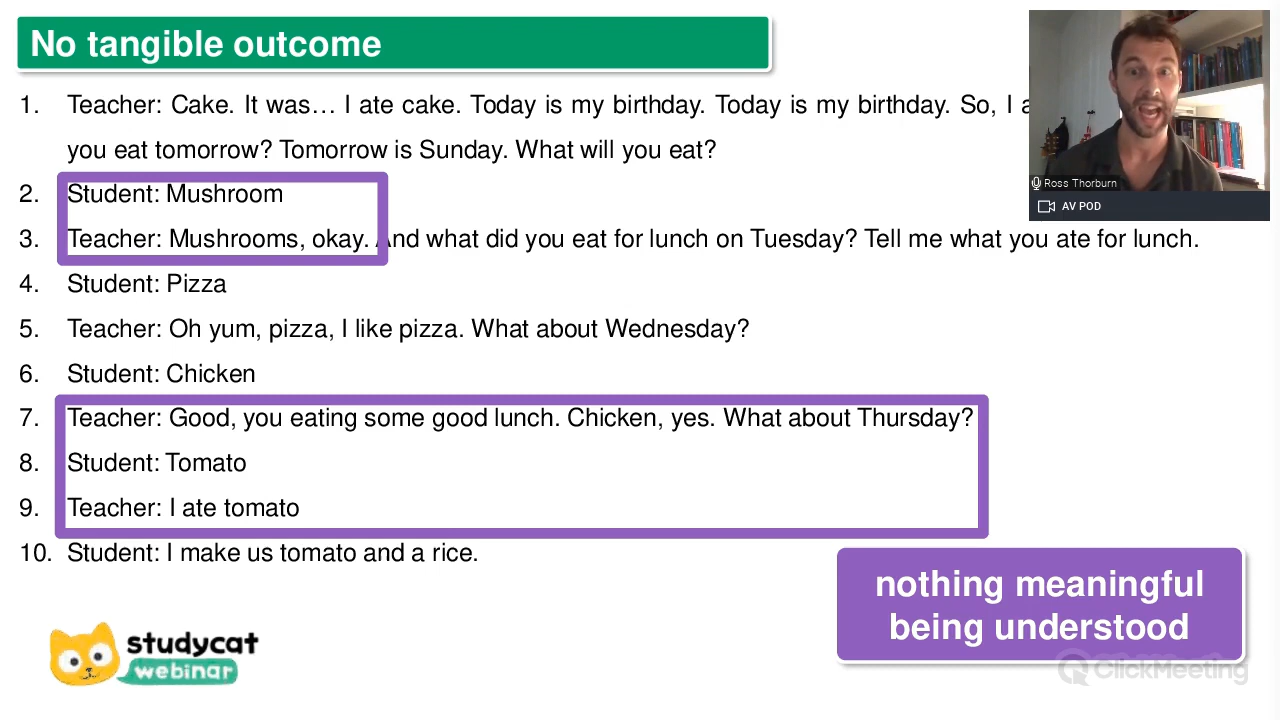 No tangible outcome
1. Teacher: Cake. It was… I ate cake. Today is my birthday. Today is my birthday. So, I
you eat tomorrow? Tomorrow is Sunday. What will you eat?
2. Student: Mushroom
3. Teacher: Mushrooms, okay. And what did you eat for lunch on Tuesday? Tell me what you ate for lunch.
4. Student: Pizza
5. Teacher: Oh yum, pizza, I like pizza. What about Wednesday?
6. Student: Chicken
7. Teacher: Good, you eating some good lunch. Chicken, yes. What about Thursday?
8. Student: Tomato
9. Teacher: I ate tomato
10. Student: I make us tomato and a rice.
Ross Thorburn
AV POD
nothing meaningful
being understood
studycat
webinar
ClickMeeting